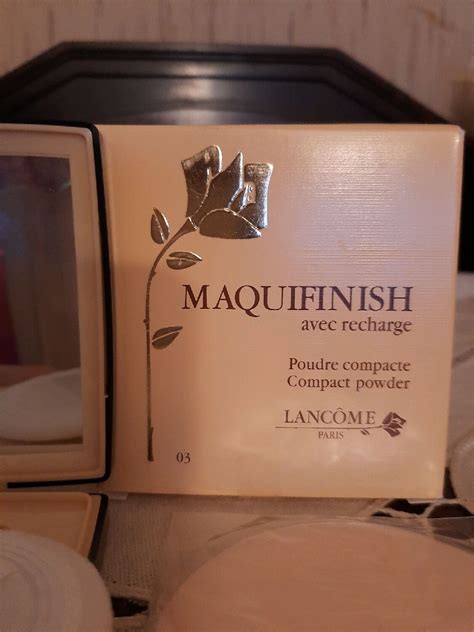 MAQUIFINISH
avec recharge
Poudre compacte
Compact powder
LANCÔME
PARIS
03